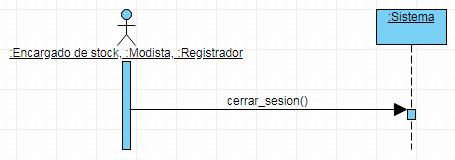 :Sistema
:Encargado de stock, :Modista, :Registrador
cerrar_sesion()